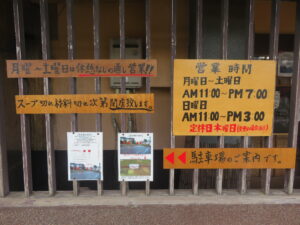 月曜～土曜日は休憩なしの通し営業!!
スープ切れ材料切れ次第閉店致します。
営業時間
月曜日～土曜日
AM11:00~PM7:00
日曜日
AM11:00~PM3:00
定休日木曜日
駐車場のご案内です。